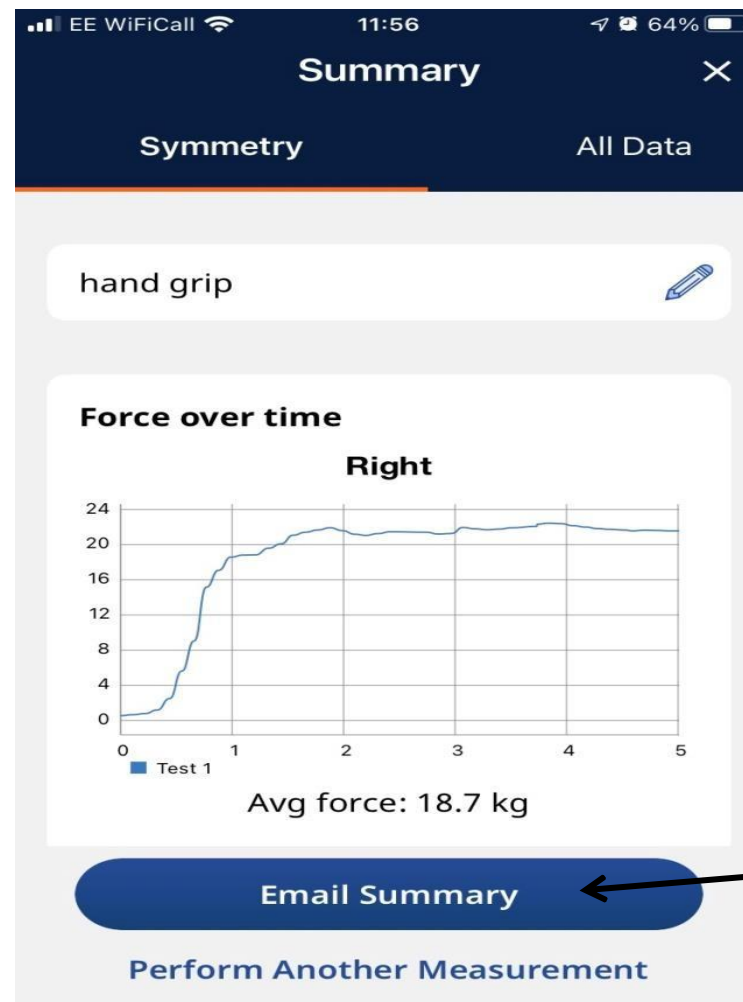 EE WiFiCall 11:56 64%
Summary
Symmetry All Data
hand grip
Force over time
Right
24
20
16
12
8
4
0
0 1 2 3 4 5
Test 1
Avg force: 18.7 kg
Email Summary
Perform Another Measurement